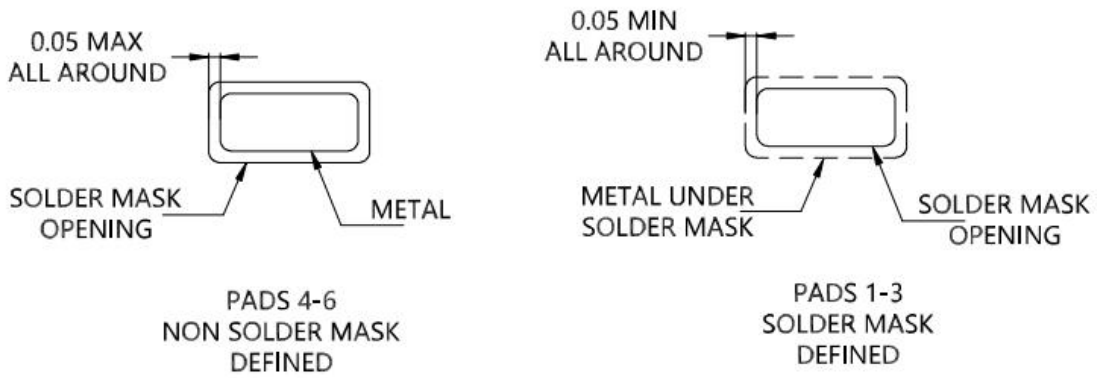 0.05 MAX
ALL AROUND
SOLDER MASK
OPENING
METAL
PADS 4-6
NON SOLDER MASK
DEFINED
0.05 MIN
ALL AROUND
METAL UNDER
SOLDER MASK
SOLDER MASK
OPENING
PADS 1-3
SOLDER MASK
DEFINED